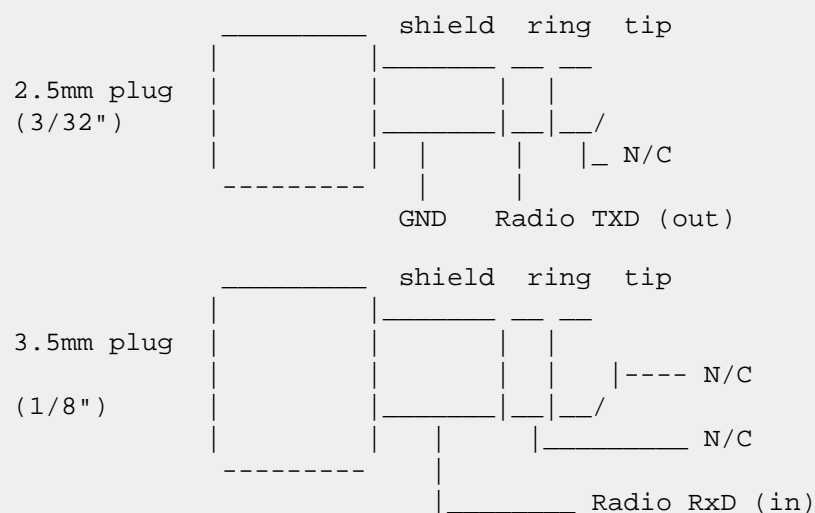 shield ring tip
2.5mm plug
(3/32")
N/C
GND Radio TXD (out)
shield ring tip
3.5mm plug
N/C
(1/8")
N/C
Radio RxD (in)